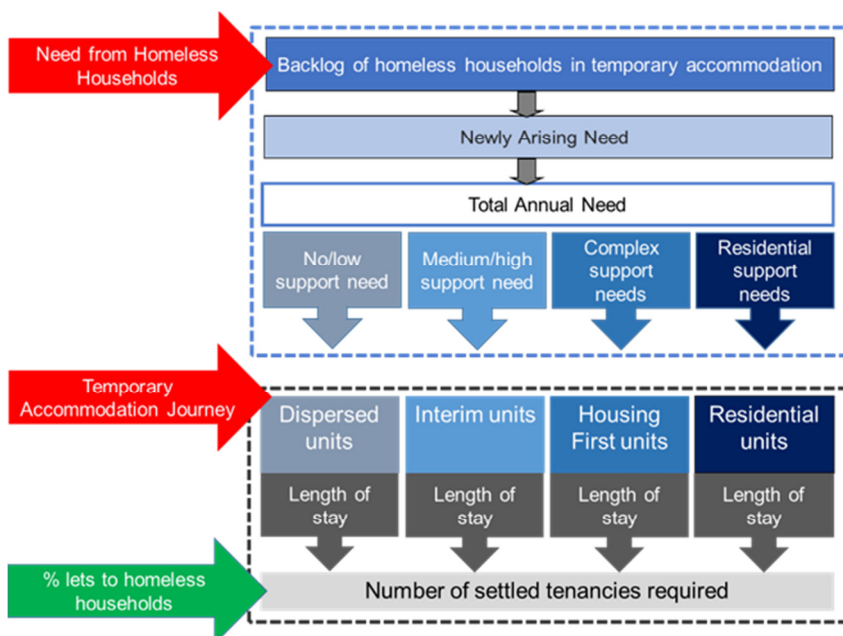 Need from Homeless
Households
Backlog of homeless households in temporary accommodation
Newly Arising Need
Total Annual Need
No/low
support need
Medium/high
support need
Complex
support
needs
Residential
support
needs
Temporary
Accommodation Journey
Dispersed
units
Interim units
Housing
First units
Residential
units
Length of
stay
Length of
stay
Length of
stay
Length of
stay
% lets to homeless
households
Number of settled tenancies required